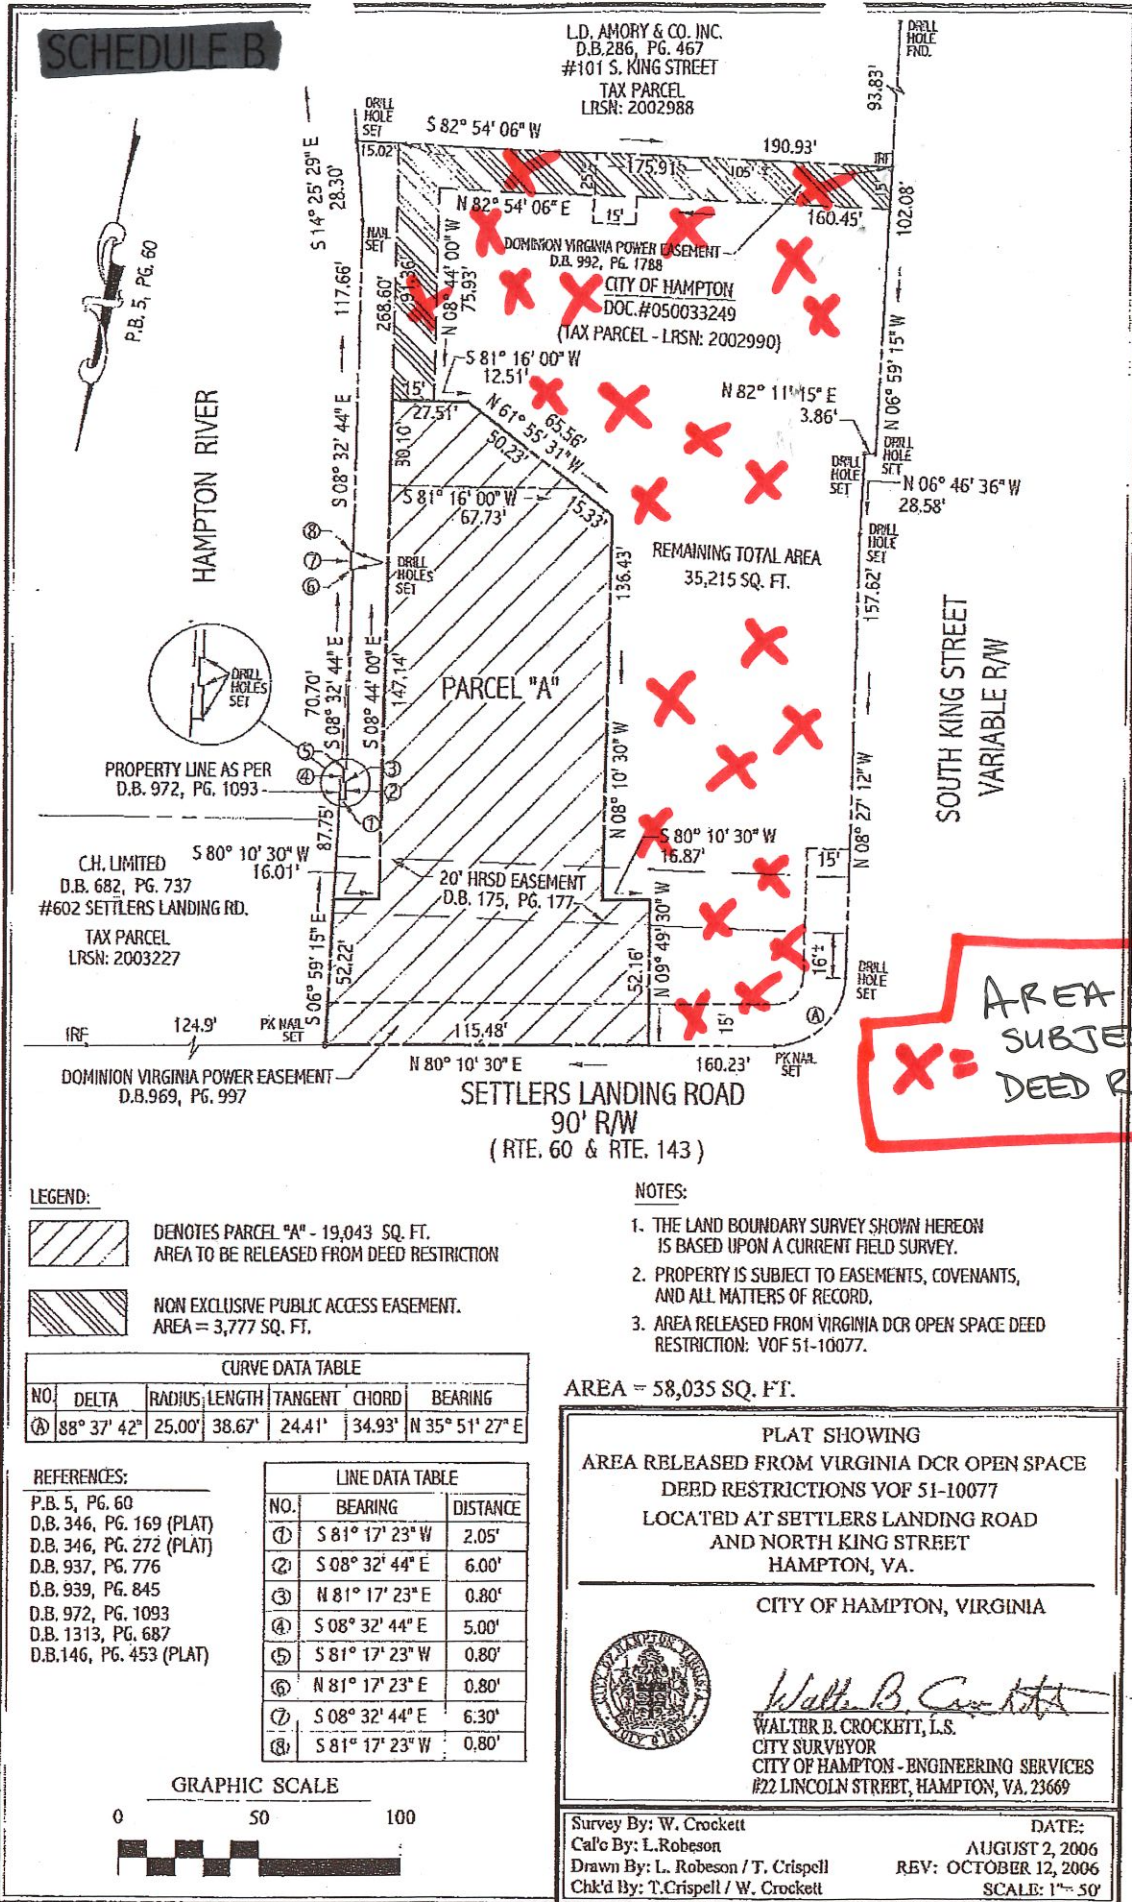 SCHEDULE B
L.D. AMORY & CO. INC.
D.B.286, PG. 467
#101 S. KING STREET
TAX PARCEL
LRSN: 2002988
DRILL
HOLE
FND.
93.83'
DRILL
HOLE
SET
S 82° 54' 06" W
190.93'
IRF
15.02'
175.91'
105'±
25'
15'
S 14° 25' 29" E
28.30'
N 82° 54' 06" E
15'
160.45'
102.08'
P.B. 5, PG. 60
NAIL
SET
117.66'
268.60'
91.36'
N 08° 44' 00" W
75.93'
DOMINION VIRGINIA POWER EASEMENT
D.B. 992, PG. 1788
CITY OF HAMPTON
DOC.#050033249
(TAX PARCEL - LRSN: 2002990)
N 06° 59' 15" W
S 81° 16' 00" W
12.51'
N 82° 11' 15" E
3.86'
15'
27.51'
N 61° 55' 31" W
65.56'
50.23'
30.10'
HAMPTON RIVER
S 08° 32' 44" E
DRILL
HOLE
SET
DRILL
HOLE
SET
N 06° 46' 36" W
28.58'
S 81° 16' 00" W
67.73'
15.33'
DRILL
HOLE
SET
8
7
6
DRILL
HOLES
SET
REMAINING TOTAL AREA
35,215 SQ. FT.
136.43'
157.62'
SOUTH KING STREET
VARIABLE R/W
DRILL
HOLES
SET
70.70'
S 08° 32' 44" E
S 08° 44' 00" E
147.14'
PARCEL "A"
N 08° 10' 30" W
N 08° 27' 12" W
PROPERTY LINE AS PER
D.B. 972, PG. 1093
5
4
3
2
1
87.75'
S 80° 10' 30" W
16.01'
S 80° 10' 30" W
16.87'
15'
C.H. LIMITED
D.B. 682, PG. 737
#602 SETTLERS LANDING RD.
TAX PARCEL
LRSN: 2003227
20' HRSD EASEMENT
D.B. 175, PG. 177
S 06° 59' 15" E
52.22'
52.16'
N 09° 49' 30" W
16'±
DRILL
HOLE
SET
A
15'
IRF
124.9'
PK NAIL
SET
115.48'
N 80° 10' 30" E
160.23'
PK NAIL
SET
DOMINION VIRGINIA POWER EASEMENT
D.B.969, PG. 997
SETTLERS LANDING ROAD
90' R/W
( RTE. 60 & RTE. 143 )
AREA
X = SUBJE
DEED R
LEGEND:
DENOTES PARCEL "A" - 19,043 SQ. FT.
AREA TO BE RELEASED FROM DEED RESTRICTION
NON EXCLUSIVE PUBLIC ACCESS EASEMENT.
AREA = 3,777 SQ. FT.
NOTES:
1. THE LAND BOUNDARY SURVEY SHOWN HEREON
IS BASED UPON A CURRENT FIELD SURVEY.
2. PROPERTY IS SUBJECT TO EASEMENTS, COVENANTS,
AND ALL MATTERS OF RECORD.
3. AREA RELEASED FROM VIRGINIA DCR OPEN SPACE DEED
RESTRICTION: VOF 51-10077.
CURVE DATA TABLE
NO. DELTA RADIUS LENGTH TANGENT CHORD BEARING
A 88° 37' 42" 25.00' 38.67' 24.41' 34.93' N 35° 51' 27" E
AREA = 58,035 SQ. FT.
REFERENCES:
P.B. 5, PG. 60
D.B. 346, PG. 169 (PLAT)
D.B. 346, PG. 272 (PLAT)
D.B. 937, PG. 776
D.B. 939, PG. 845
D.B. 972, PG. 1093
D.B. 1313, PG. 687
D.B.146, PG. 453 (PLAT)
LINE DATA TABLE
NO. BEARING DISTANCE
1 S 81° 17' 23" W 2.05'
2 S 08° 32' 44" E 6.00'
3 N 81° 17' 23" E 0.80'
4 S 08° 32' 44" E 5.00'
5 S 81° 17' 23" W 0.80'
6 N 81° 17' 23" E 0.80'
7 S 08° 32' 44" E 6.30'
8 S 81° 17' 23" W 0.80'
GRAPHIC SCALE
0 50 100
PLAT SHOWING
AREA RELEASED FROM VIRGINIA DCR OPEN SPACE
DEED RESTRICTIONS VOF 51-10077
LOCATED AT SETTLERS LANDING ROAD
AND NORTH KING STREET
HAMPTON, VA.
CITY OF HAMPTON, VIRGINIA
Walter B. Crockett
WALTER B. CROCKETT, L.S.
CITY SURVEYOR
CITY OF HAMPTON - ENGINEERING SERVICES
#22 LINCOLN STREET, HAMPTON, VA. 23669
Survey By: W. Crockett
Calc By: L.Robeson
Drawn By: L. Robeson / T. Crispell
Chk'd By: T.Crispell / W. Crockett
DATE:
AUGUST 2, 2006
REV: OCTOBER 12, 2006
SCALE: 1"= 50'